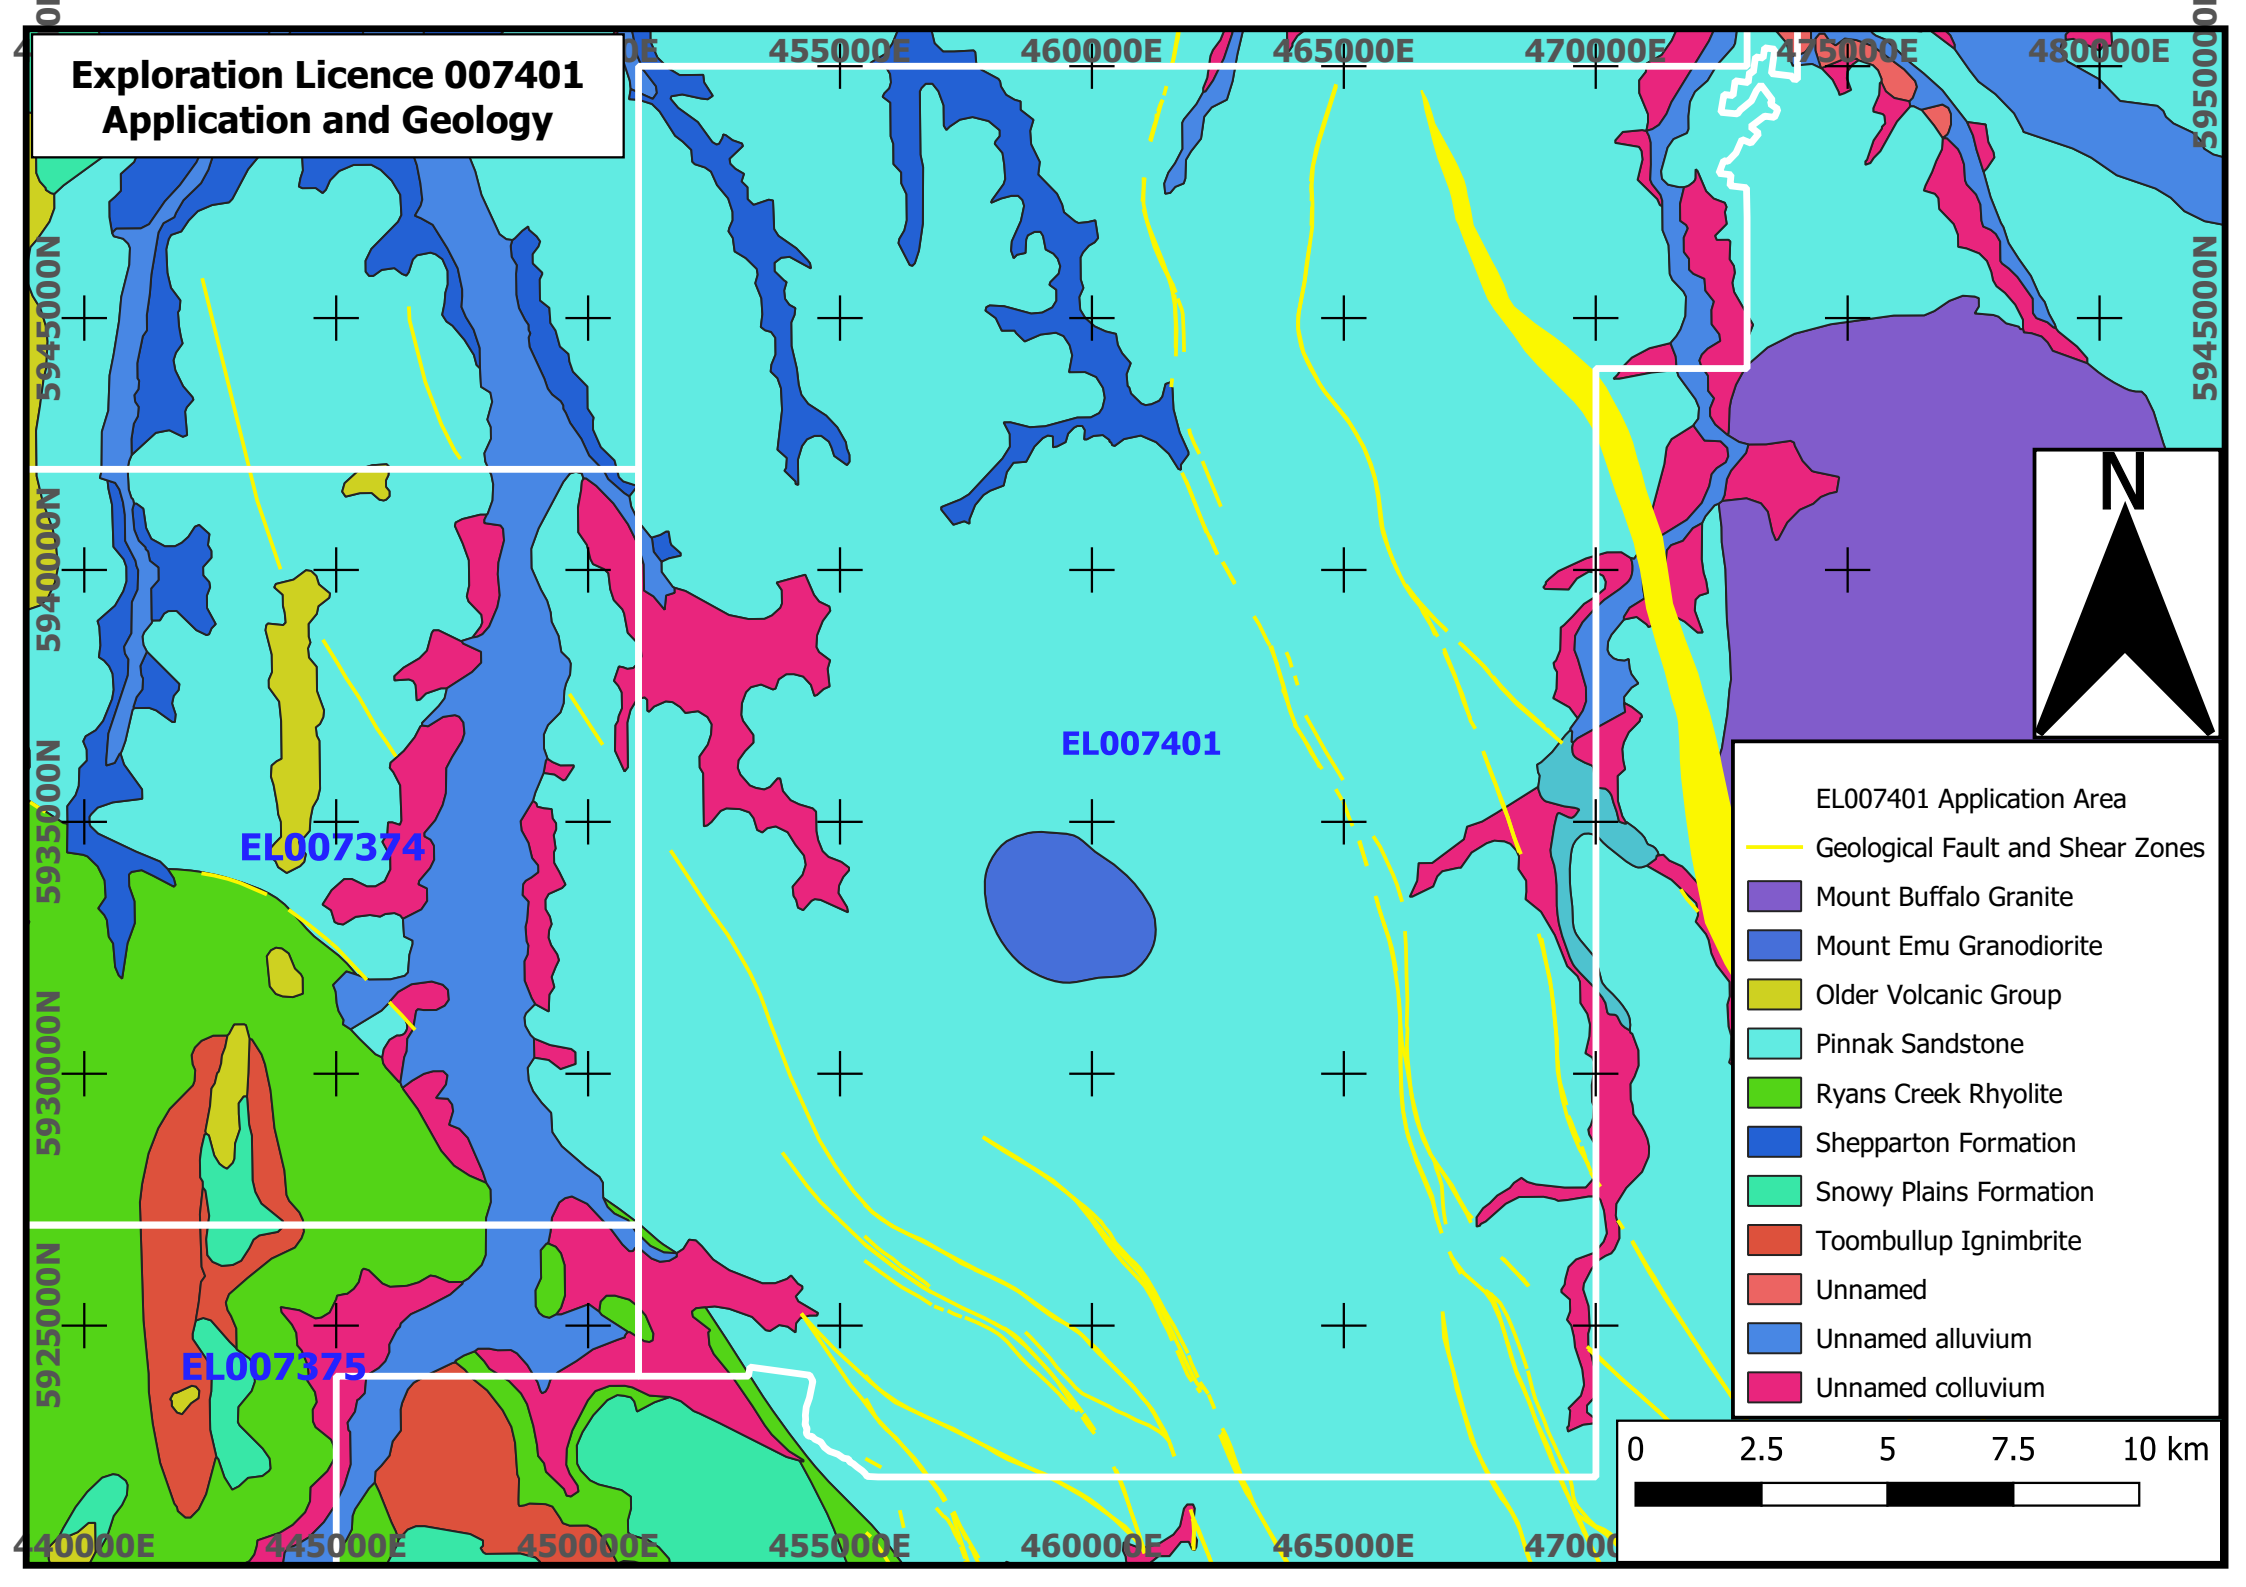 Exploration Licence 007401
Application and Geology
455000E 460000E 465000E 470000E 475000E 480000E
5950000N
5945000N 5945000N
5940000N
EL007401
5935000N
EL007374
5930000N
5925000N
EL007375
N
EL007401 Application Area
Geological Fault and Shear Zones
Mount Buffalo Granite
Mount Emu Granodiorite
Older Volcanic Group
Pinnak Sandstone
Ryans Creek Rhyolite
Shepparton Formation
Snowy Plains Formation
Toombullup Ignimbrite
Unnamed
Unnamed alluvium
Unnamed colluvium
0 2.5 5 7.5 10 km
440000E 445000E 450000E 455000E 460000E 465000E 47000